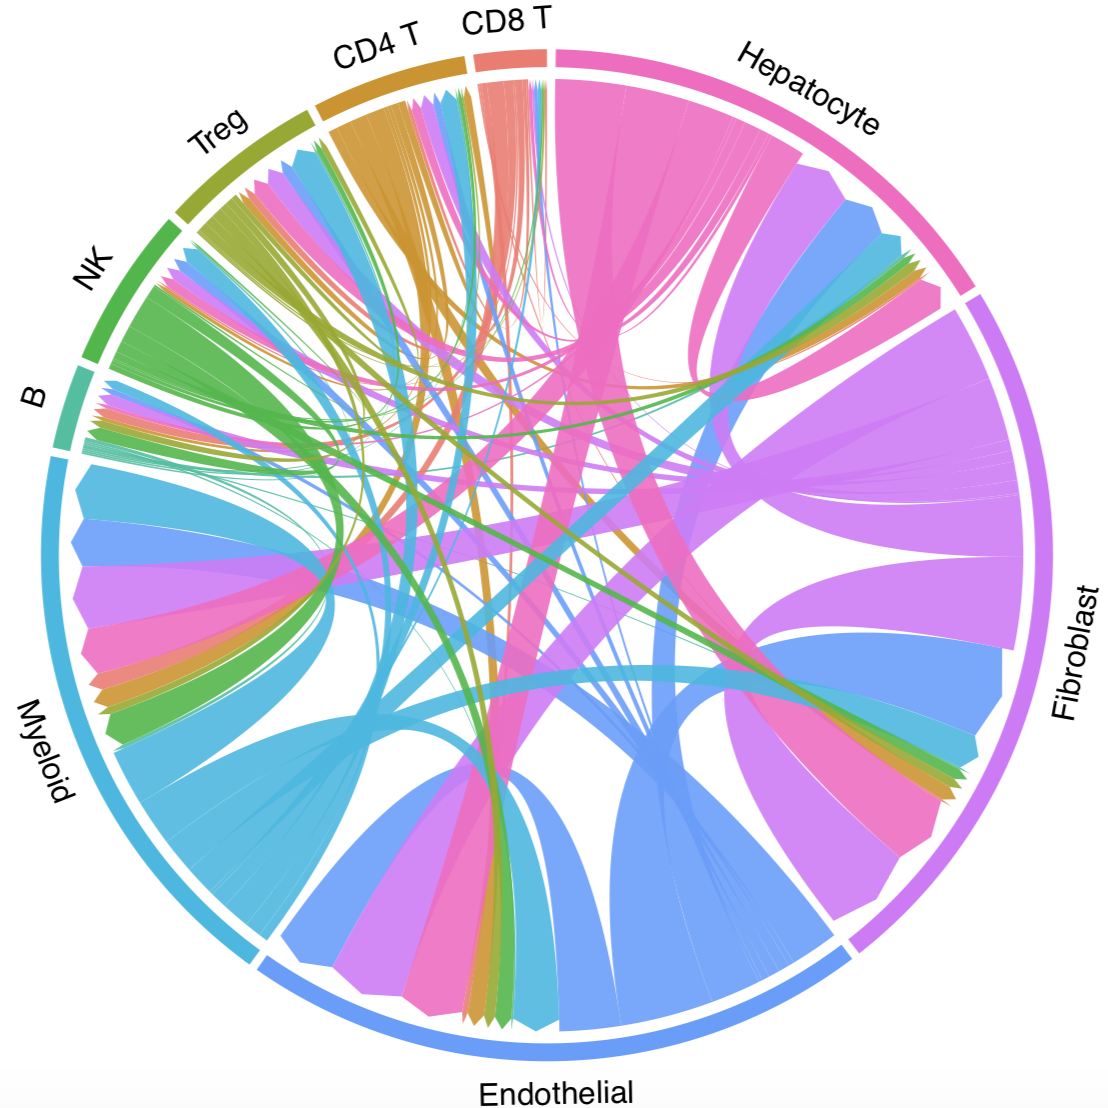 CD8 T
CD4 T
Hepatocyte
Treg
NK
B
Fibroblast
Myeloid
Endothelial